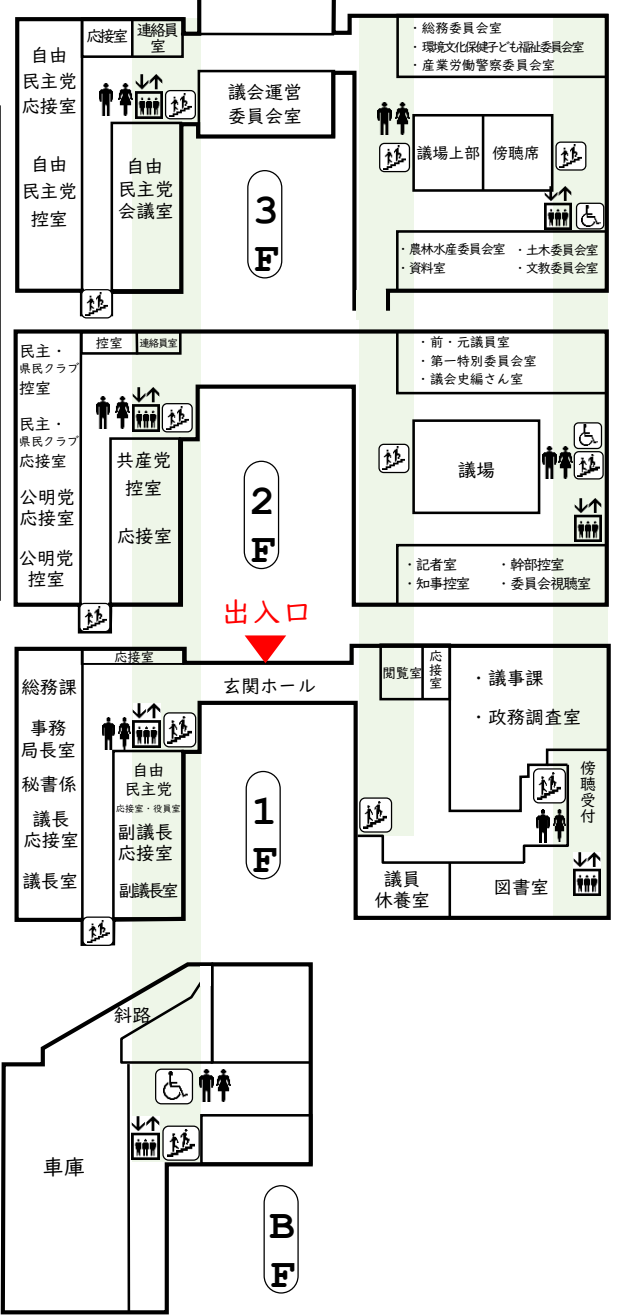 自由
民主党
応接室
自由
民主党
控室
応接室
連絡員
室
自由
民主党
会議室
議会運営
委員会室
3
F
・総務委員会室
・環境文化保健子ども福祉委員会室
・産業労働警察委員会室
議場上部
傍聴席
・農林水産委員会室 ・土木委員会室
・資料室 ・文教委員会室
民主・
県民クラブ
控室
民主・
県民クラブ
応接室
公明党
応接室
公明党
控室
控室
連絡員室
共産党
控室
応接室
2
F
・前・元議員室
・第一特別委員会室
・議会史編さん室
議場
・記者室 ・幹部控室
・知事控室 ・委員会視聴室
出入口
玄関ホール
総務課
事務
局長室
秘書係
議長
応接室
議長室
応接室
自由
民主党
応接室・役員室
副議長
応接室
副議長室
1
F
閲覧室
応接室
・議事課
・政務調査室
傍聴受付
議員
休養室
図書室
斜路
車庫
B
F